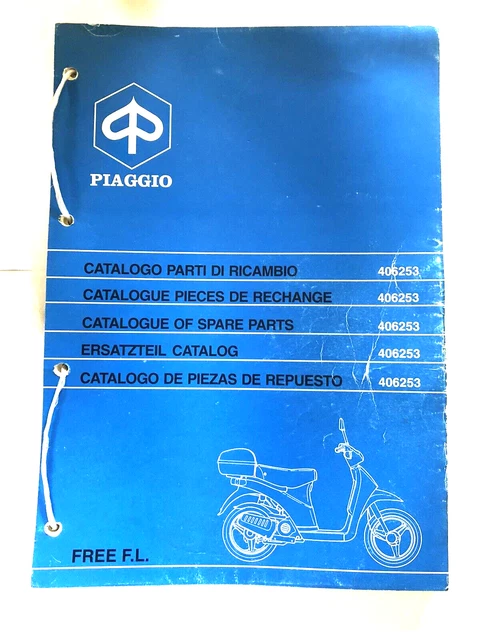 PIAGGIO
CATALOGO PARTI DI RICAMBIO 406253
CATALOGUE PIECES DE RECHANGE 406253
CATALOGUE OF SPARE PARTS 406253
ERSATZTEIL CATALOG 406253
CATALOGO DE PIEZAS DE REPUESTO 406253
FREE F.L.